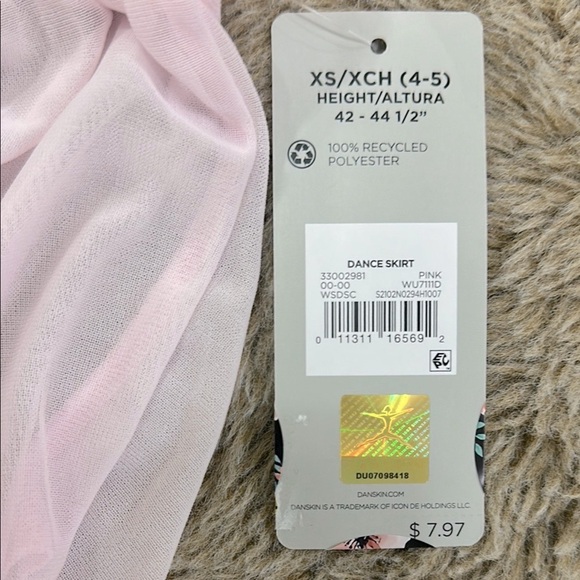 XS/XCH (4-5)
HEIGHT/ALTURA
42 - 44 1/2”
100% RECYCLED
POLYESTER
DANCE SKIRT
33002981 PINK
00-00 WU7111D
WSDSC S2102N0294H1007
0 11311 16569 2
DU07098418
DANSKIN.COM
DANSKIN IS A TRADEMARK OF ICON DE HOLDINGS LLC.
$ 7.97